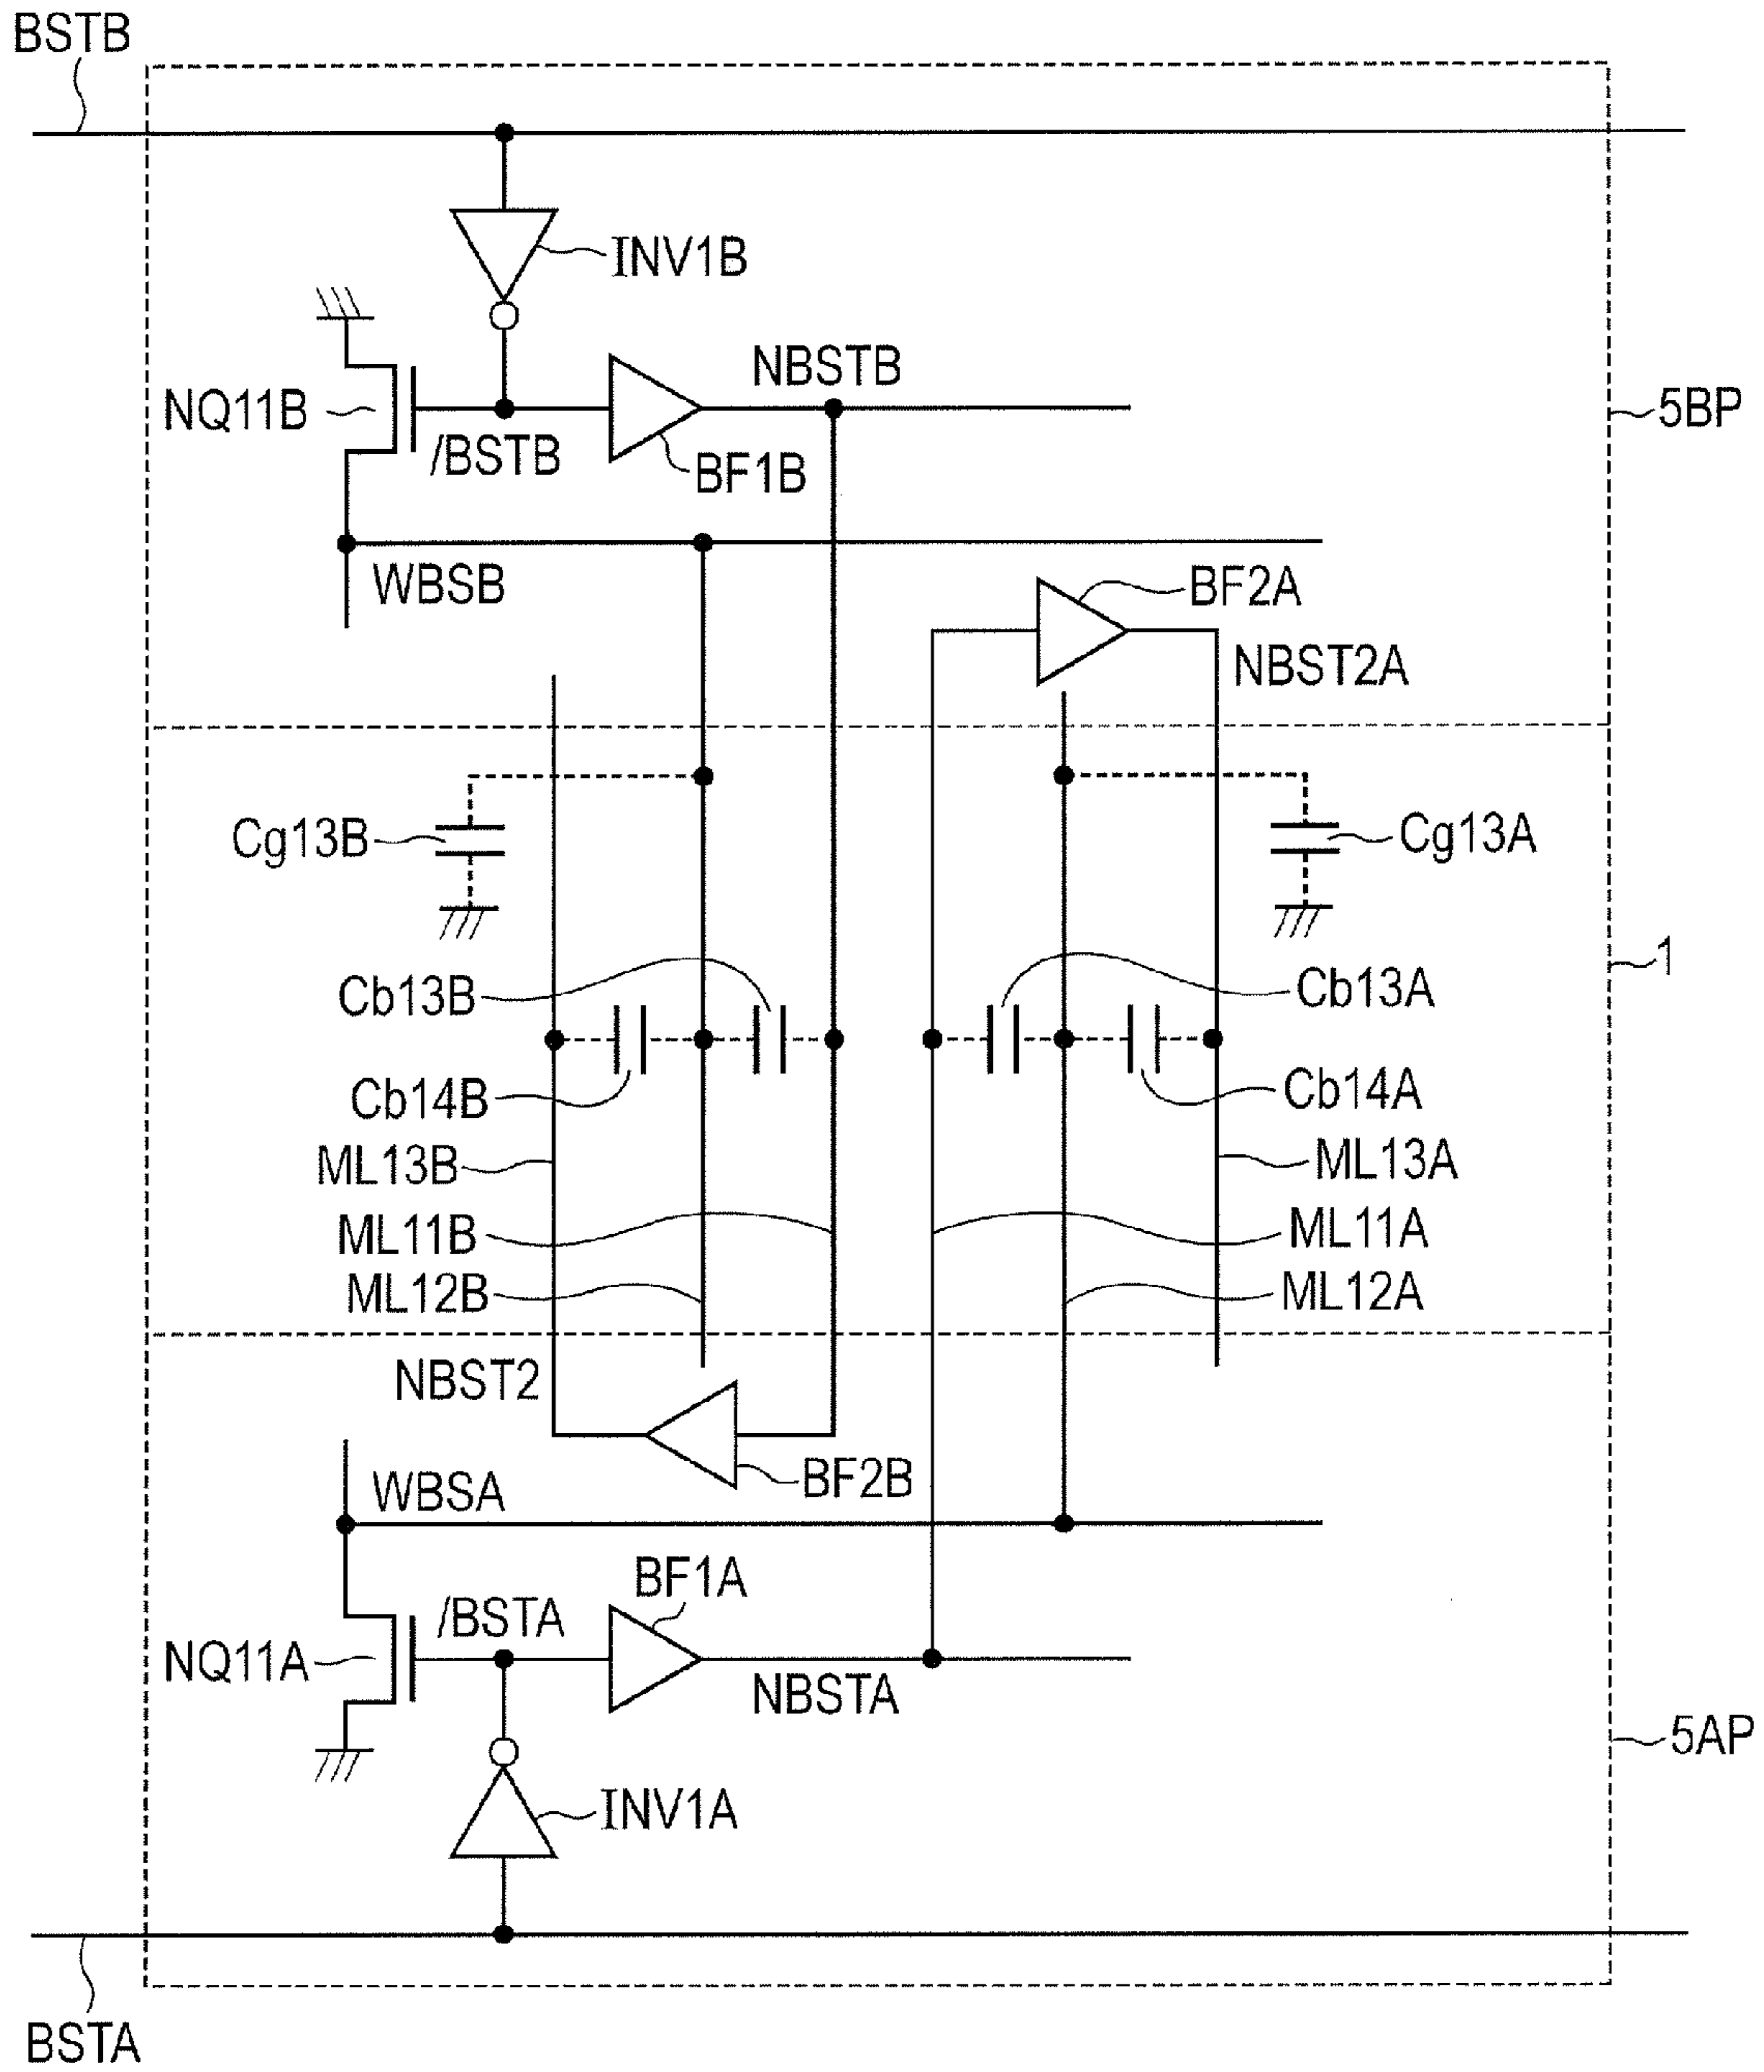 BSTB
INV1B
NQ11B
/BSTB
NBSTB
BF1B
5BP
WBSB
BF2A
NBST2A
Cg13B
Cg13A
1
Cb13B
Cb13A
Cb14B
Cb14A
ML13B
ML13A
ML11B
ML11A
ML12B
ML12A
NBST2
BF2B
WBSA
BF1A
/BSTA
NQ11A
NBSTA
5AP
INV1A
BSTA